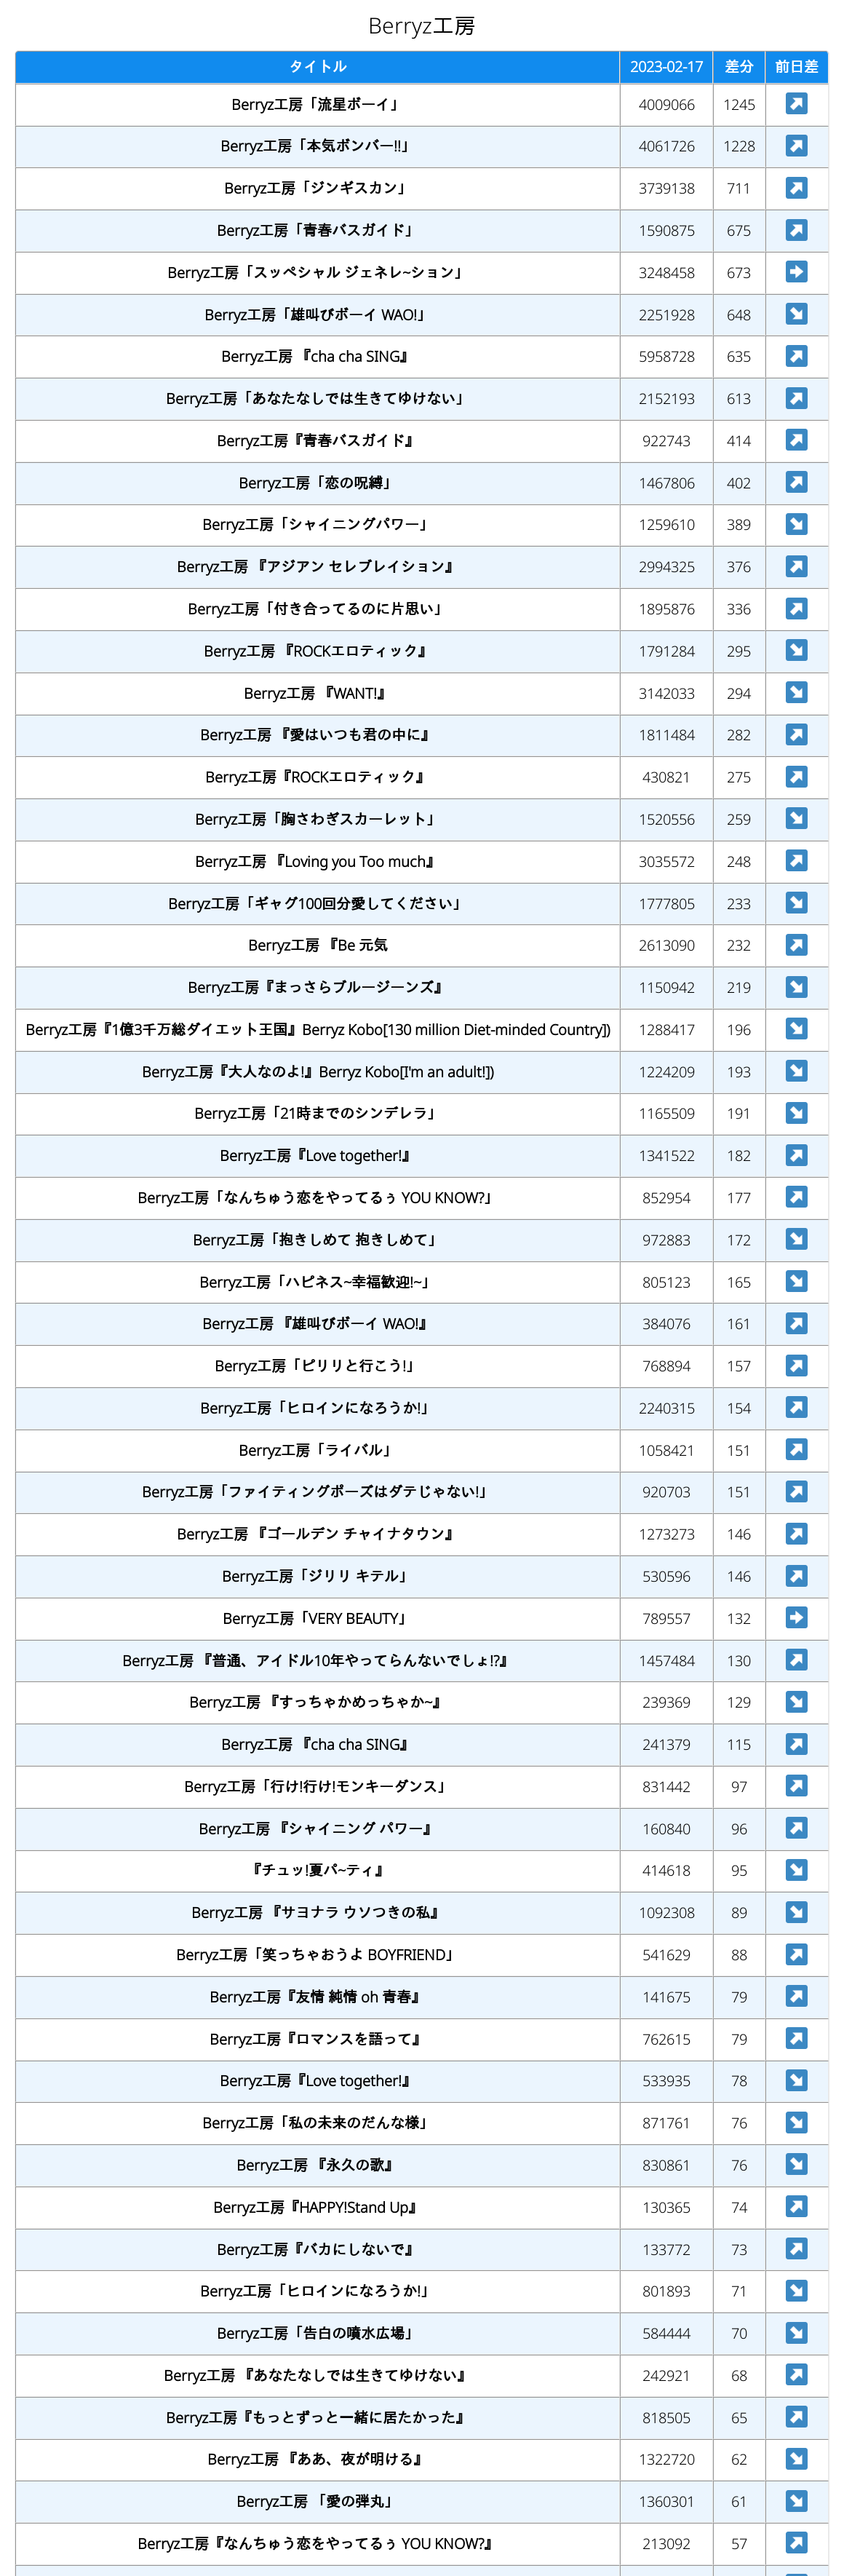 Berryz工房
タイトル 2023-02-17 差分 前日差
Berryz工房「流星ボーイ」 4009066 1245 ↗
Berryz工房「本気ボンバー!!」 4061726 1228 ↗
Berryz工房「ジンギスカン」 3739138 711 ↗
Berryz工房「青春バスガイド」 1590875 675 ↗
Berryz工房「スッペシャル ジェネレ~ション」 3248458 673 ➡
Berryz工房「雄叫びボーイ WAO!」 2251928 648 ↘
Berryz工房 『cha cha SING』 5958728 635 ↗
Berryz工房「あなたなしでは生きてゆけない」 2152193 613 ↗
Berryz工房『青春バスガイド』 922743 414 ↗
Berryz工房「恋の呪縛」 1467806 402 ↗
Berryz工房「シャイニングパワー」 1259610 389 ↘
Berryz工房 『アジアン セレブレイション』 2994325 376 ↗
Berryz工房「付き合ってるのに片思い」 1895876 336 ↗
Berryz工房 『ROCKエロティック』 1791284 295 ↘
Berryz工房 『WANT!』 3142033 294 ↘
Berryz工房 『愛はいつも君の中に』 1811484 282 ↗
Berryz工房『ROCKエロティック』 430821 275 ↗
Berryz工房「胸さわぎスカーレット」 1520556 259 ↘
Berryz工房 『Loving you Too much』 3035572 248 ↗
Berryz工房「ギャグ100回分愛してください」 1777805 233 ↘
Berryz工房 『Be 元気 2613090 232 ↗
Berryz工房『まっさらブルージーンズ』 1150942 219 ↘
Berryz工房『1億3千万総ダイエット王国』Berryz Kobo[130 million Diet-minded Country]) 1288417 196 ↘
Berryz工房『大人なのよ!』Berryz Kobo[I'm an adult!]) 1224209 193 ↘
Berryz工房「21時までのシンデレラ」 1165509 191 ↘
Berryz工房『Love together!』 1341522 182 ↗
Berryz工房「なんちゅう恋をやってるぅ YOU KNOW?」 852954 177 ↗
Berryz工房「抱きしめて 抱きしめて」 972883 172 ↘
Berryz工房「ハピネス~幸福歓迎!~」 805123 165 ↘
Berryz工房 『雄叫びボーイ WAO!』 384076 161 ↗
Berryz工房「ピリリと行こう!」 768894 157 ↗
Berryz工房「ヒロインになろうか!」 2240315 154 ↗
Berryz工房「ライバル」 1058421 151 ↗
Berryz工房「ファイティングポーズはダテじゃない!」 920703 151 ↗
Berryz工房 『ゴールデン チャイナタウン』 1273273 146 ↗
Berryz工房「ジリリ キテル」 530596 146 ↗
Berryz工房「VERY BEAUTY」 789557 132 ➡
Berryz工房 『普通、アイドル10年やってらんないでしょ!?』 1457484 130 ↗
Berryz工房 『すっちゃかめっちゃか~』 239369 129 ↘
Berryz工房 『cha cha SING』 241379 115 ↗
Berryz工房「行け!行け!モンキーダンス」 831442 97 ↗
Berryz工房 『シャイニング パワー』 160840 96 ↗
『チュッ!夏パ~ティ』 414618 95 ↘
Berryz工房 『サヨナラ ウソつきの私』 1092308 89 ↘
Berryz工房「笑っちゃおうよ BOYFRIEND」 541629 88 ↗
Berryz工房『友情 純情 oh 青春』 141675 79 ↗
Berryz工房『ロマンスを語って』 762615 79 ↗
Berryz工房『Love together!』 533935 78 ↘
Berryz工房「私の未来のだんな様」 871761 76 ↘
Berryz工房 『永久の歌』 830861 76 ↘
Berryz工房『HAPPY!Stand Up』 130365 74 ↗
Berryz工房『バカにしないで』 133772 73 ↗
Berryz工房「ヒロインになろうか!」 801893 71 ↘
Berryz工房「告白の噴水広場」 584444 70 ↘
Berryz工房 『あなたなしでは生きてゆけない』 242921 68 ↗
Berryz工房『もっとずっと一緒に居たかった』 818505 65 ↗
Berryz工房 『ああ、夜が明ける』 1322720 62 ↘
Berryz工房 「愛の弾丸」 1360301 61 ↘
Berryz工房『なんちゅう恋をやってるぅ YOU KNOW?』 213092 57 ↗